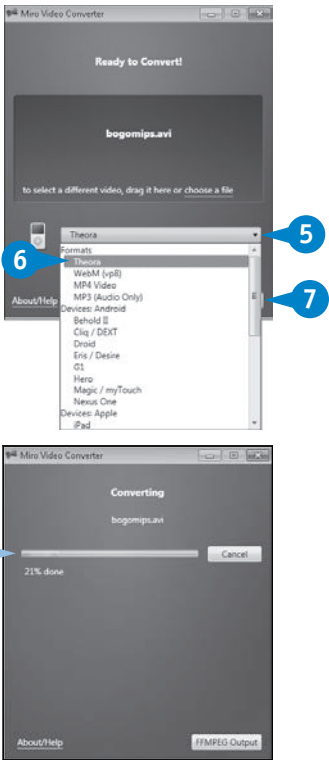 Miro Video Converter
Ready to Convert!
bogomips.avi
to select a different video, drag it here or choose a file
Theora
5
Formats
6
Theora
WebM (vp8)
MP4 Video
MP3 (Audio Only)
About/Help
7
Devices: Android
Behold II
Cliq / DEXT
Droid
Eris / Desire
G1
Hero
Magic / myTouch
Nexus One
Devices: Apple
iPad
Miro Video Converter
Converting
bogomips.avi
Cancel
21% done
About/Help
FFMPEG Output